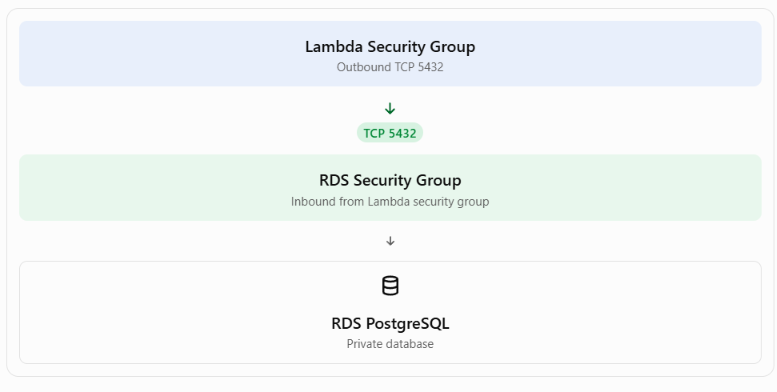 Lambda Security Group
Outbound TCP 5432
TCP 5432
RDS Security Group
Inbound from Lambda security group
RDS PostgreSQL
Private database